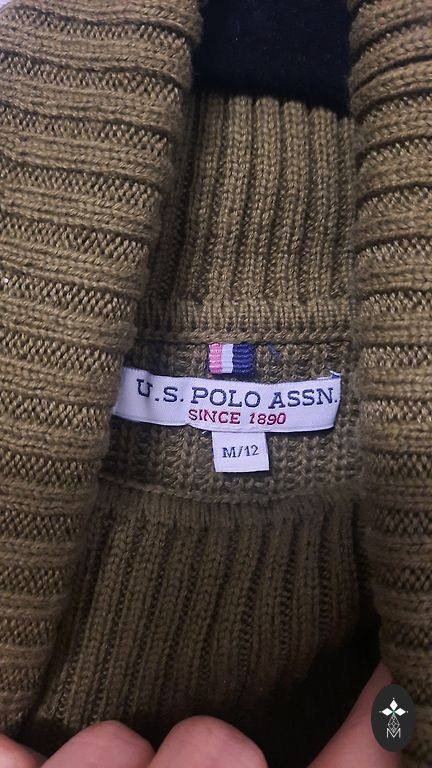 U.S. POLO ASSN.
SINCE 1890
M/12